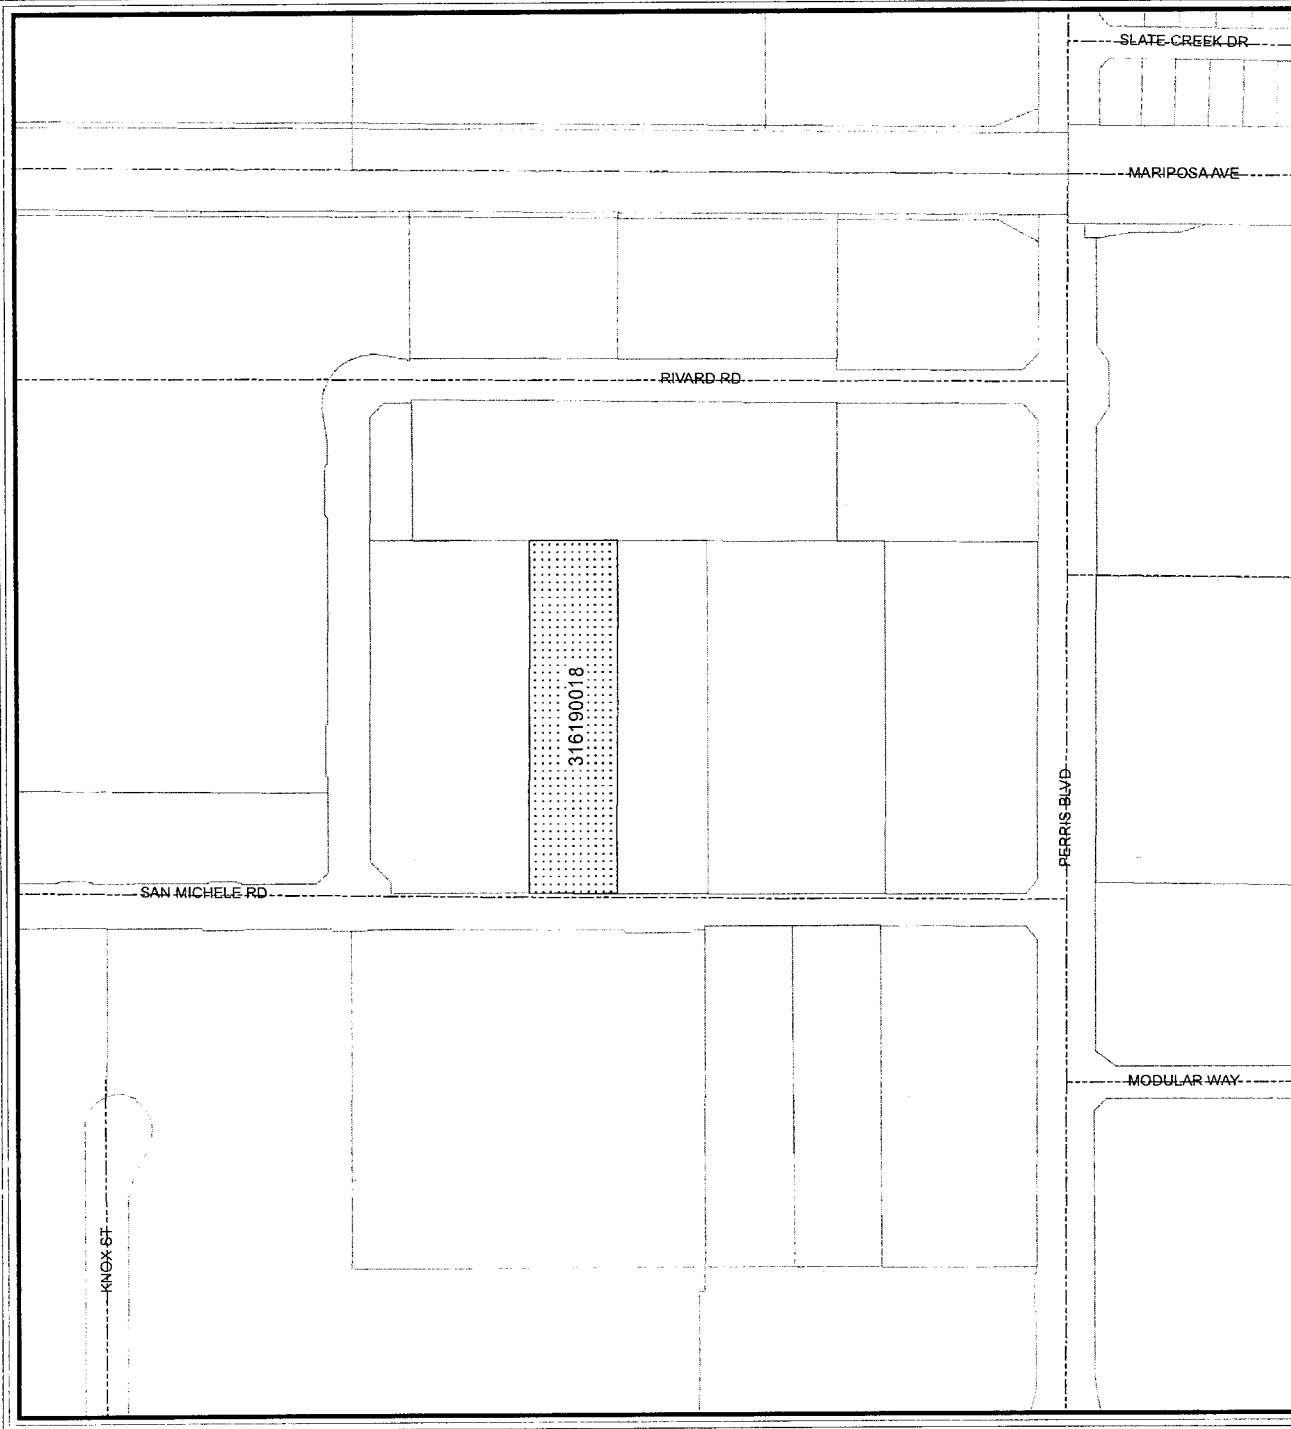 SLATE CREEK DR
MARIPOSA AVE
RIVARD RD
316190018
PERRIS BLVD
SAN MICHELE RD
MODULAR WAY
KNOX ST